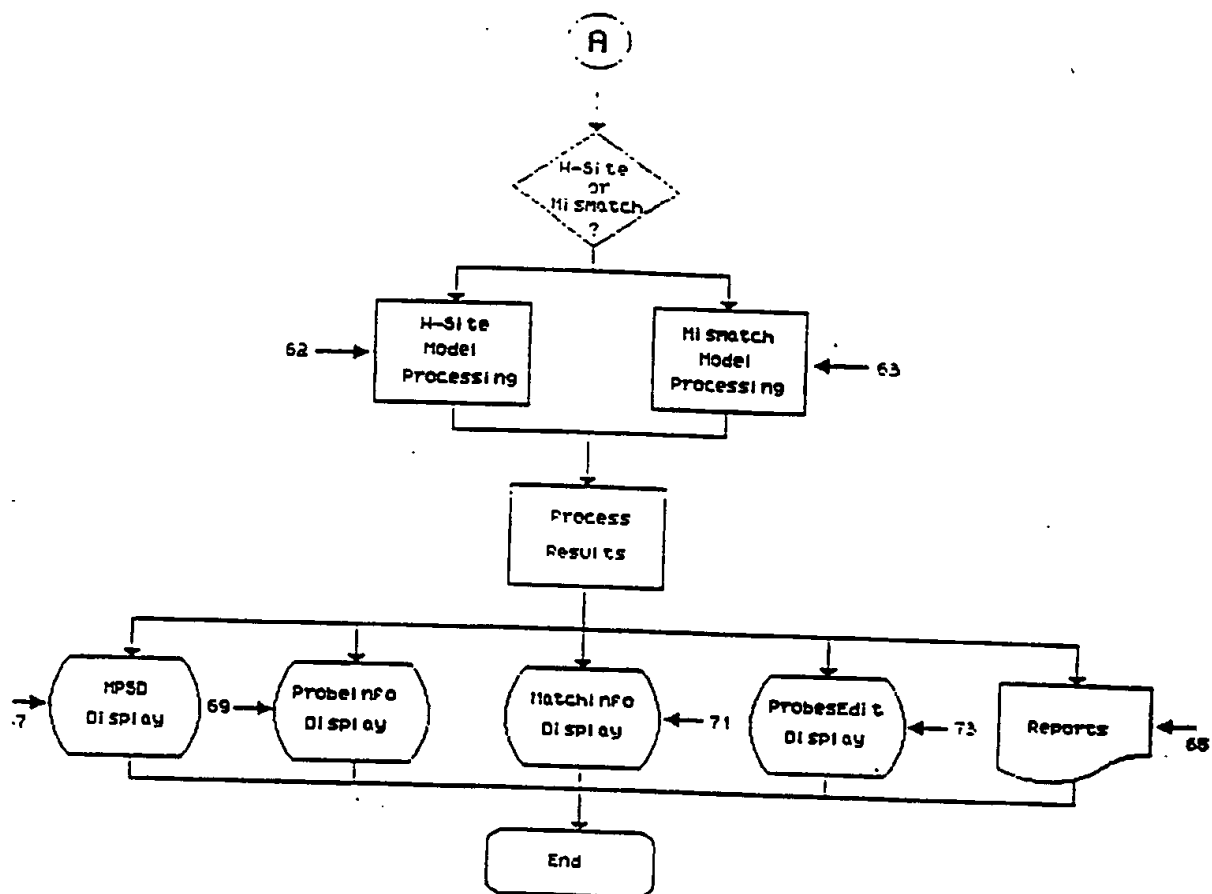 A
H-Site
or
Mismatch
?
H-Site
Model
Processing
62
Mismatch
Model
Processing
63
Process
Results
MPSD
Display
69
ProbeInfo
Display
MatchInfo
Display
71
ProbesEdit
Display
73
Reports
End